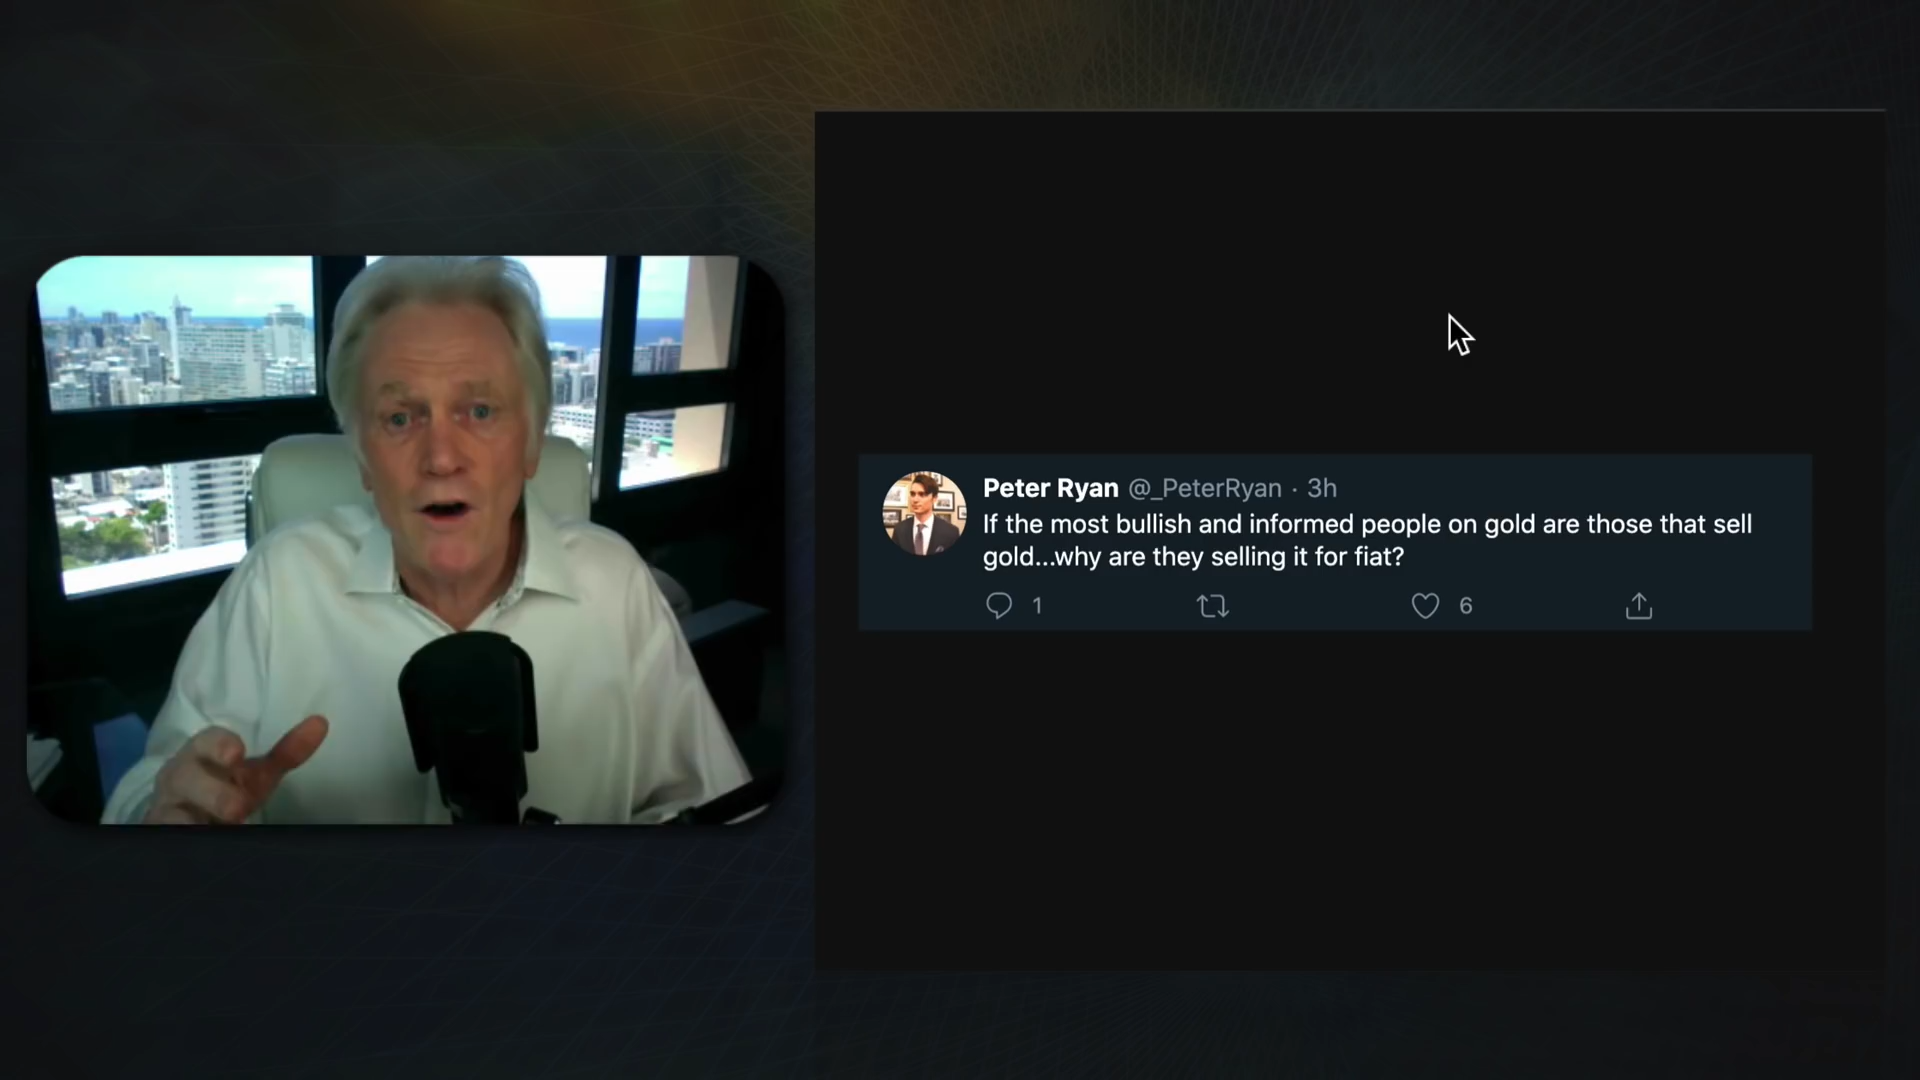 Peter Ryan @_PeterRyan · 3h
If the most bullish and informed people on gold are those that sell
gold...why are they selling it for fiat?
1 6